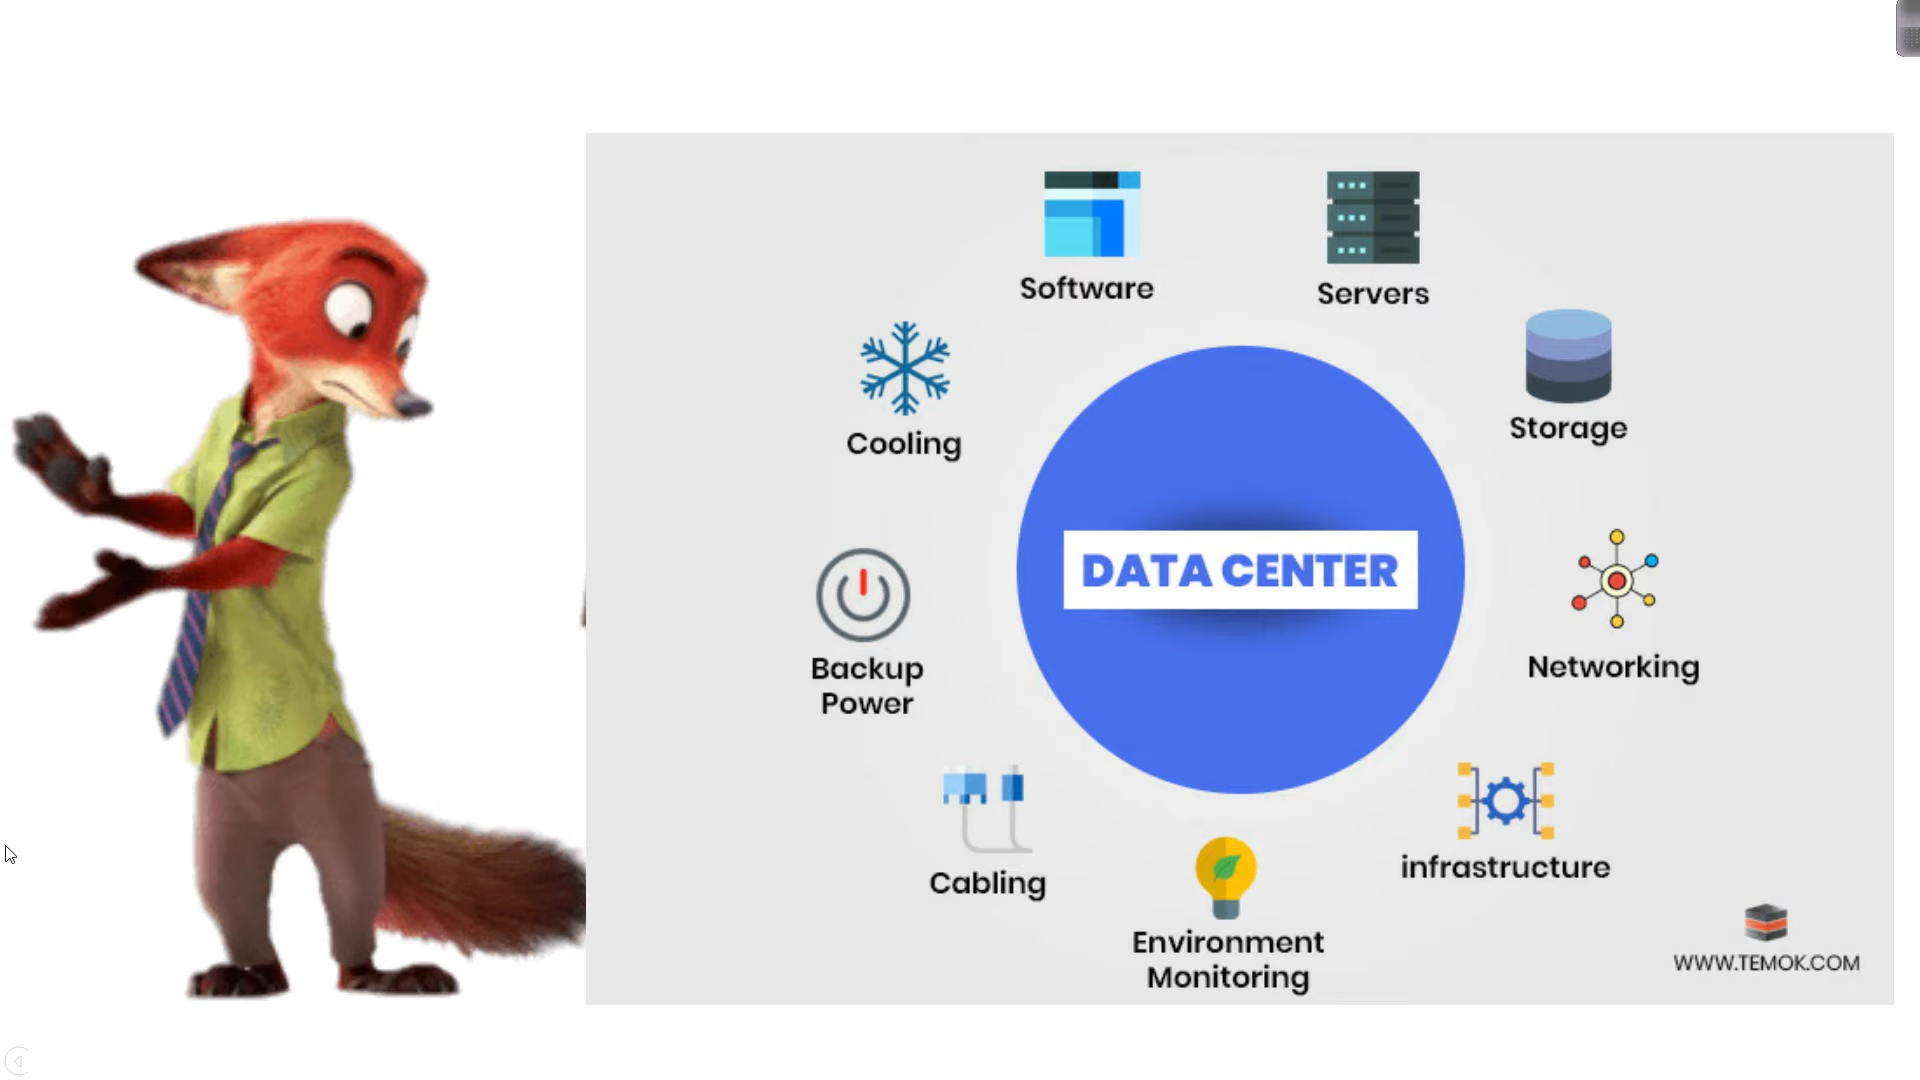 Software
Servers
Cooling
Storage
DATA CENTER
Backup
Power
Networking
Cabling
infrastructure
Environment
Monitoring
WWW.TEMOK.COM